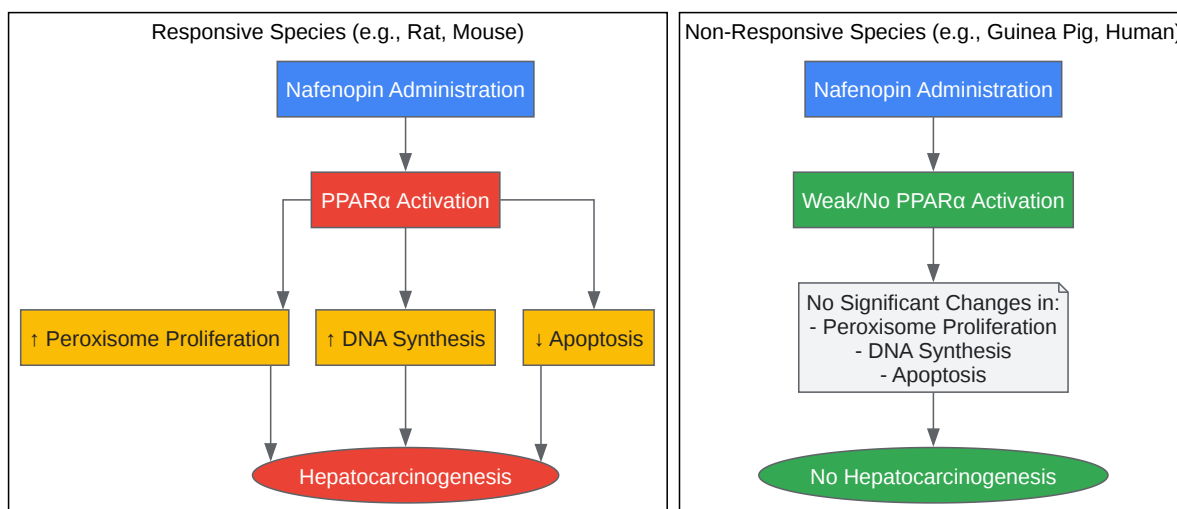 Responsive Species (e.g., Rat, Mouse)
Nafenopin Administration
PPARα Activation
↑ Peroxisome Proliferation
↑ DNA Synthesis
↓ Apoptosis
Hepatocarcinogenesis
Non-Responsive Species (e.g., Guinea Pig, Human)
Nafenopin Administration
Weak/No PPARα Activation
No Significant Changes in:
- Peroxisome Proliferation
- DNA Synthesis
- Apoptosis
No Hepatocarcinogenesis